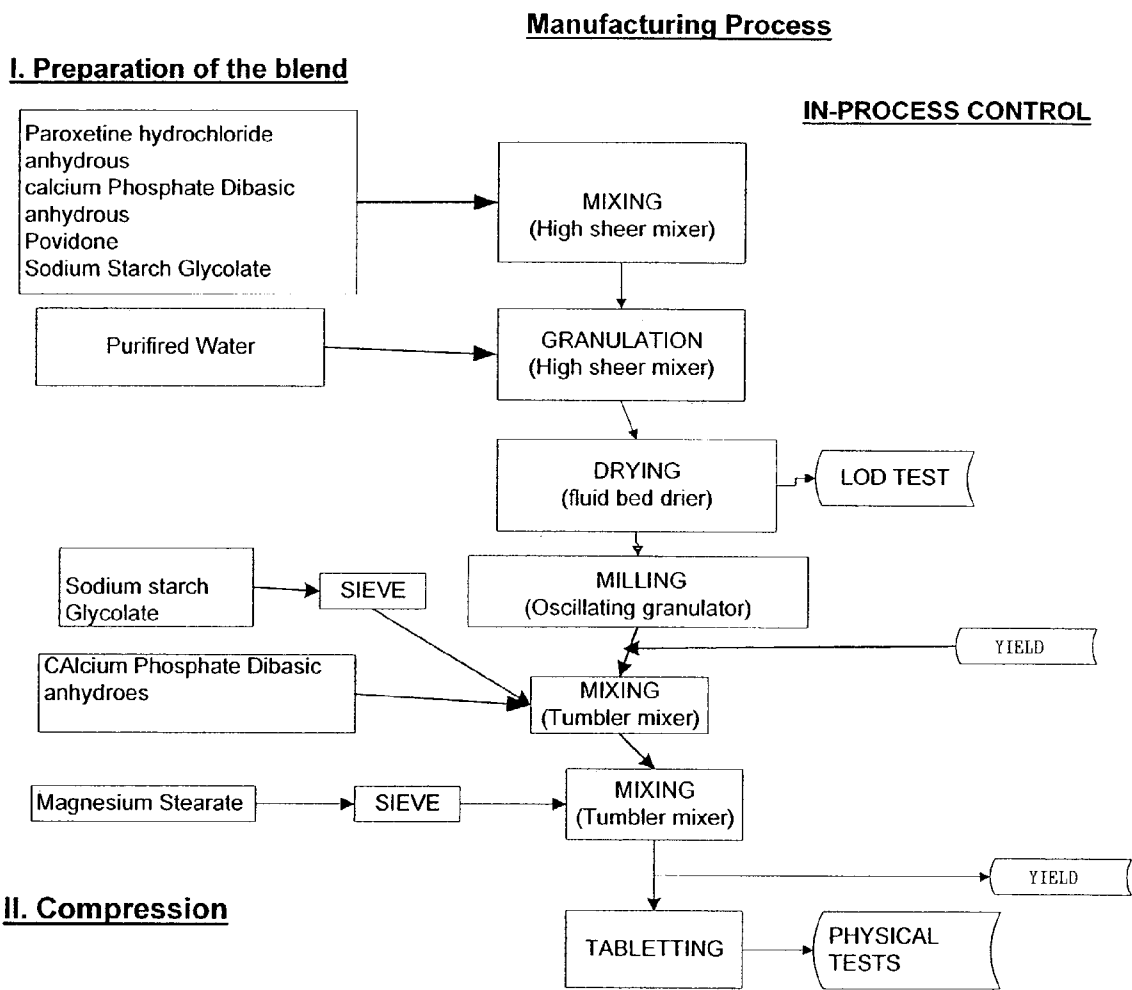 Manufacturing Process
I. Preparation of the blend
IN-PROCESS CONTROL
Paroxetine hydrochloride
anhydrous
calcium Phosphate Dibasic
anhydrous
Povidone
Sodium Starch Glycolate
MIXING
(High sheer mixer)
Purifired Water
GRANULATION
(High sheer mixer)
DRYING
(fluid bed drier)
LOD TEST
MILLING
(Oscillating granulator)
Sodium starch
Glycolate
SIEVE
YIELD
CAlcium Phosphate Dibasic
anhydroes
MIXING
(Tumbler mixer)
Magnesium Stearate
SIEVE
MIXING
(Tumbler mixer)
YIELD
II. Compression
TABLETTING
PHYSICAL
TESTS